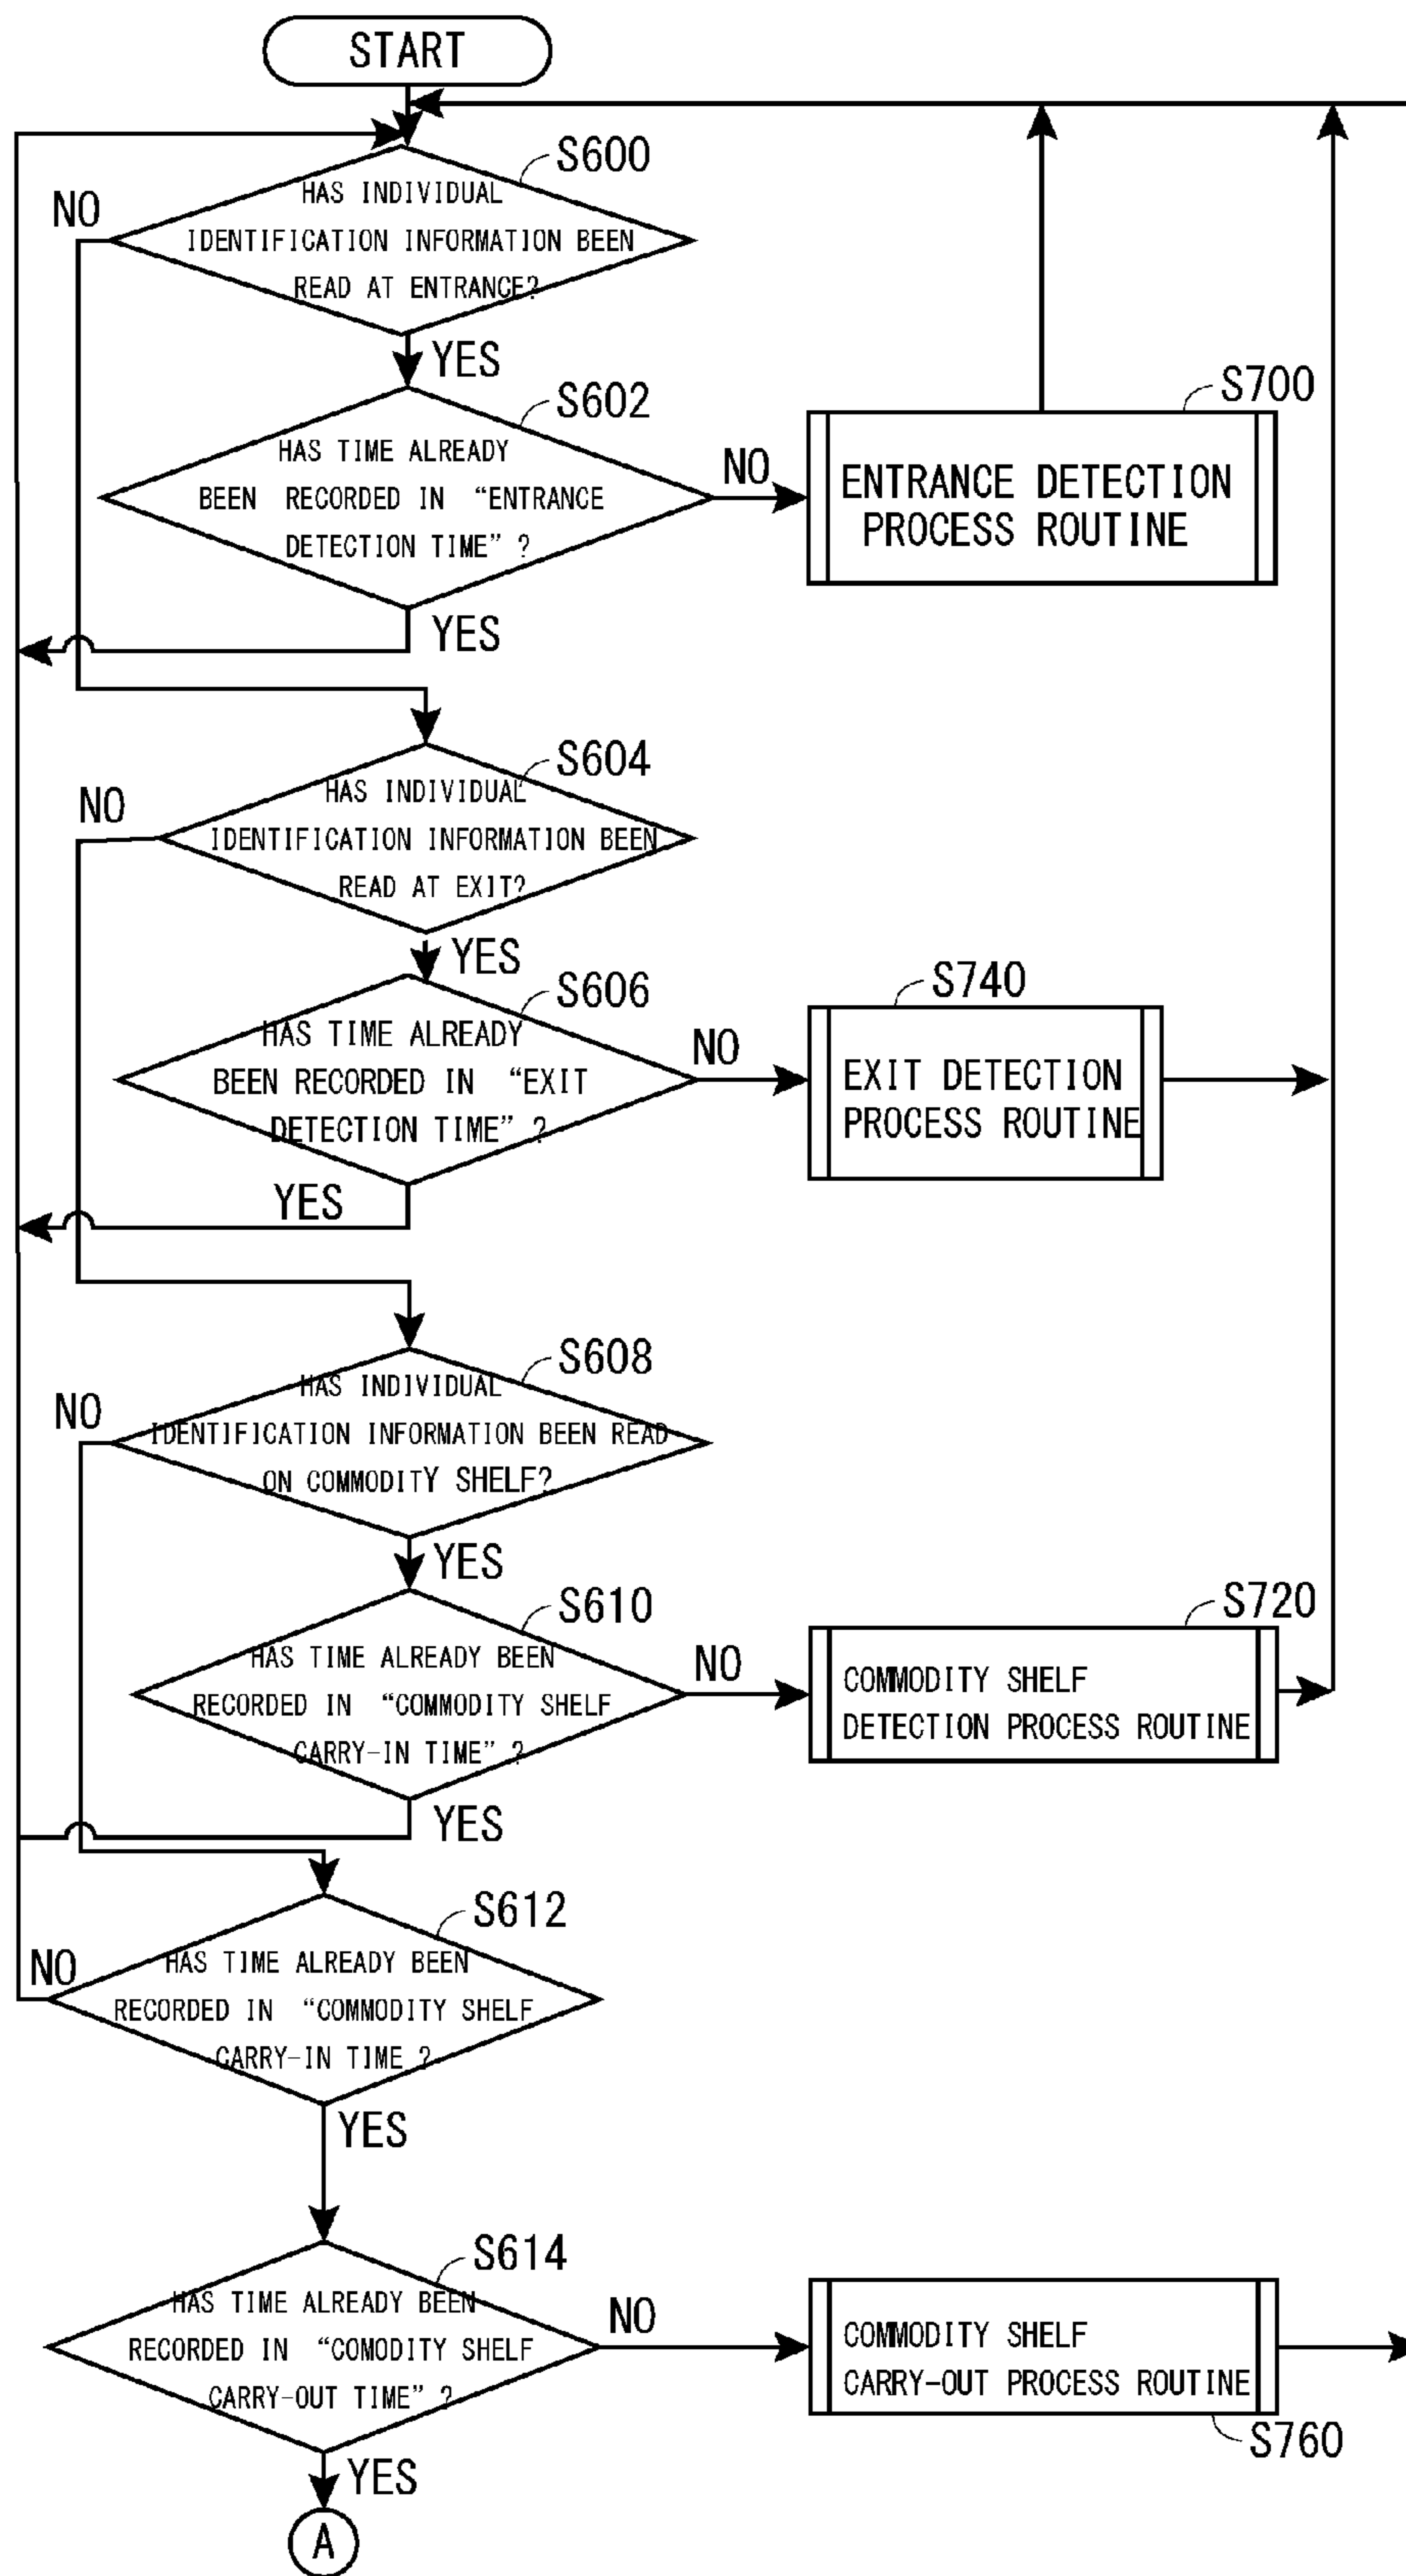 START
S600
NO
HAS INDIVIDUAL
IDENTIFICATION INFORMATION BEEN
READ AT ENTRANCE?
YES
S602
HAS TIME ALREADY
BEEN RECORDED IN “ENTRANCE
DETECTION TIME” ?
NO
S700
ENTRANCE DETECTION
PROCESS ROUTINE
YES
S604
NO
HAS INDIVIDUAL
IDENTIFICATION INFORMATION BEEN
READ AT EXIT?
YES
S606
HAS TIME ALREADY
BEEN RECORDED IN “EXIT
DETECTION TIME” ?
NO
S740
EXIT DETECTION
PROCESS ROUTINE
YES
S608
NO
HAS INDIVIDUAL
IDENTIFICATION INFORMATION BEEN READ
ON COMMODITY SHELF?
YES
S610
HAS TIME ALREADY BEEN
RECORDED IN “COMMODITY SHELF
CARRY-IN TIME” ?
NO
S720
COMMODITY SHELF
DETECTION PROCESS ROUTINE
YES
S612
NO
HAS TIME ALREADY BEEN
RECORDED IN “COMMODITY SHELF
CARRY-IN TIME ?
YES
S614
HAS TIME ALREADY BEEN
RECORDED IN “COMODITY SHELF
CARRY-OUT TIME” ?
NO
COMMODITY SHELF
CARRY-OUT PROCESS ROUTINE
S760
YES
A